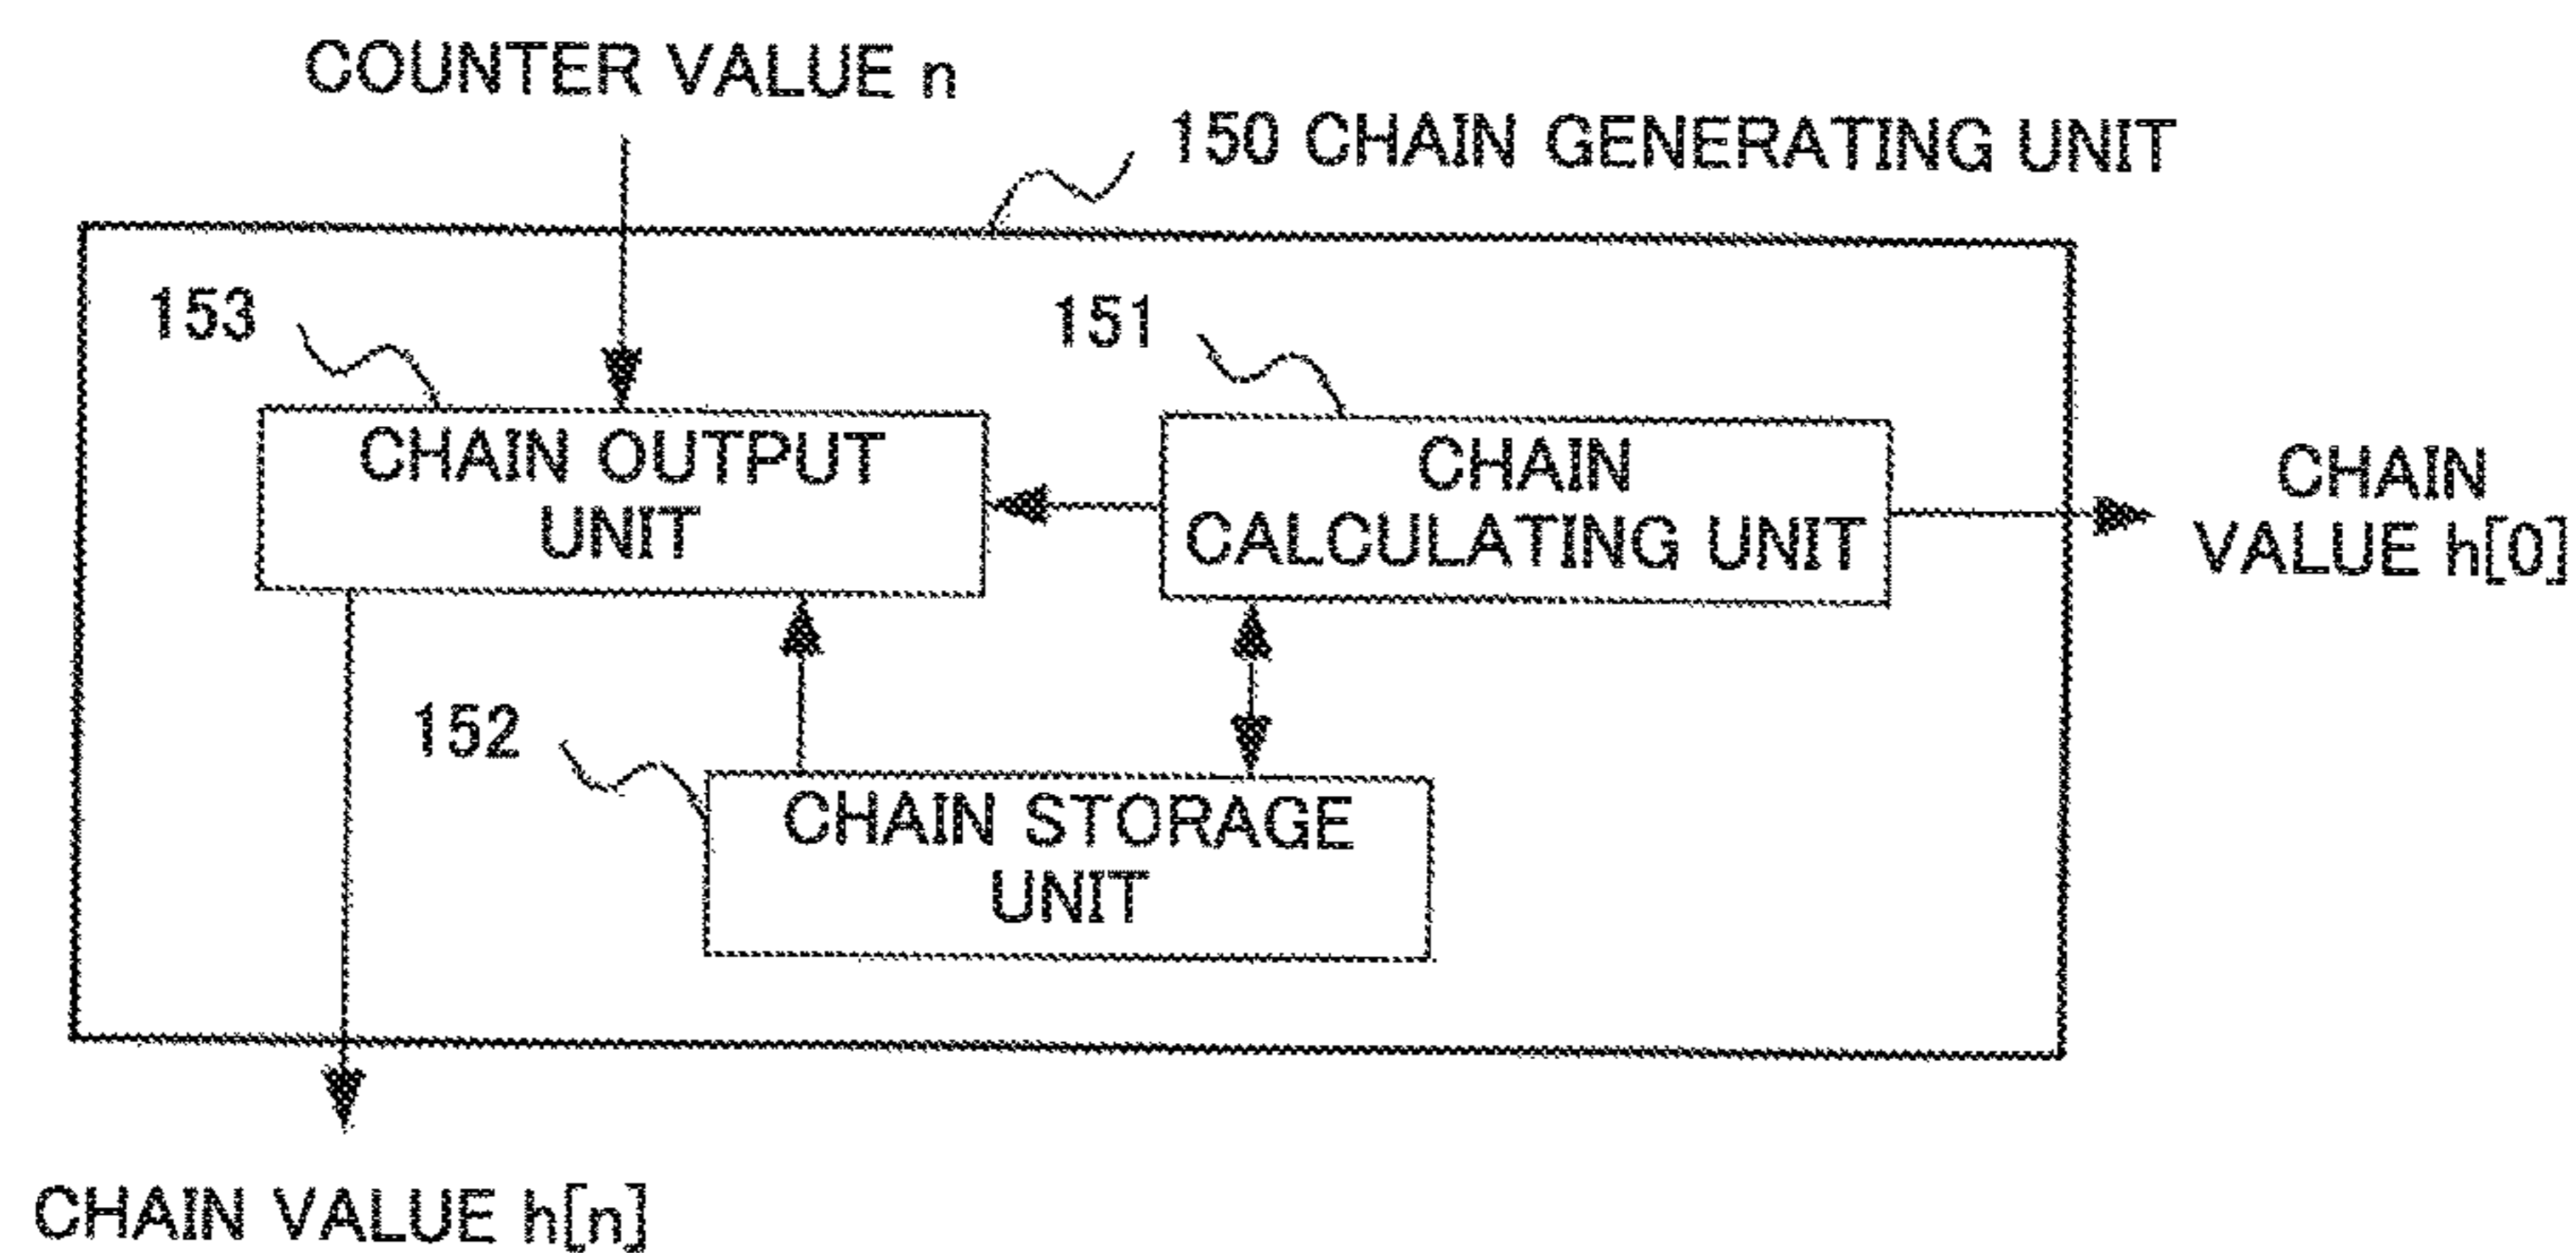 COUNTER VALUE n
150 CHAIN GENERATING UNIT
153
151
CHAIN OUTPUT
UNIT
CHAIN
CALCULATING UNIT
CHAIN
VALUE h[0]
152
CHAIN STORAGE
UNIT
CHAIN VALUE h[n]